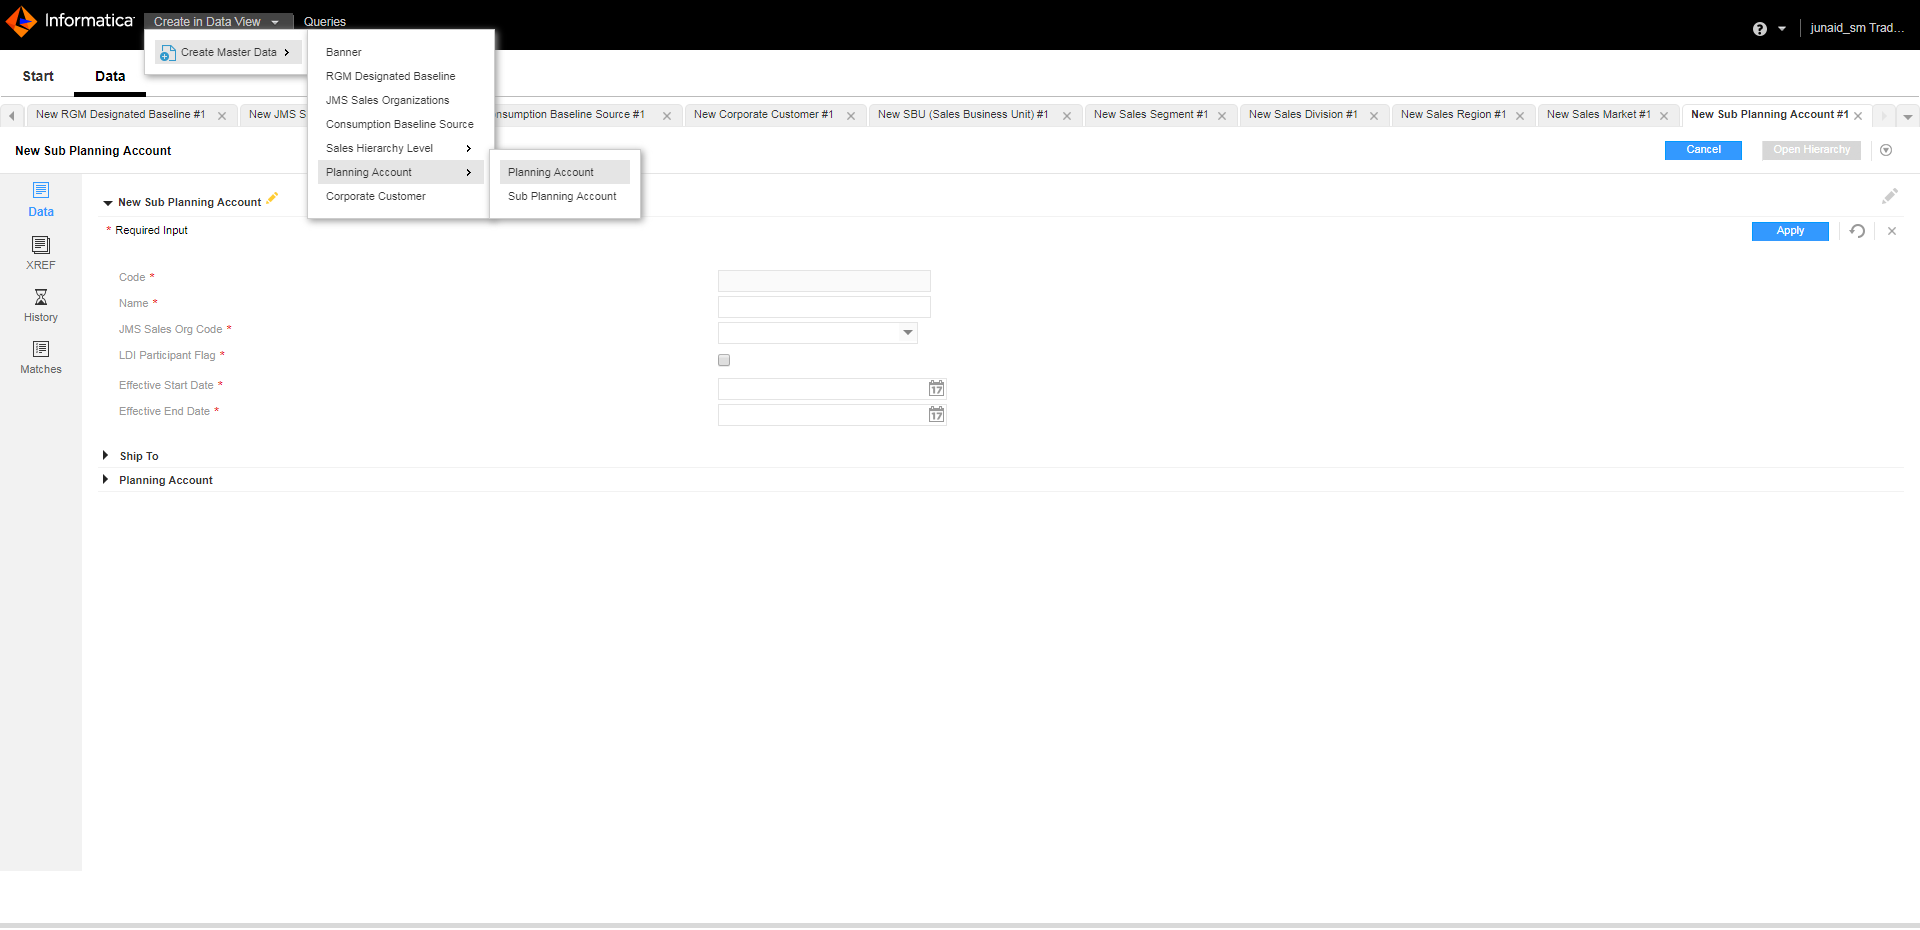 Informatica
Create in Data View
Queries
junaid_sm Trad...
Create Master Data
Banner
RGM Designated Baseline
JMS Sales Organizations
Consumption Baseline Source
Sales Hierarchy Level
Planning Account
Corporate Customer
Planning Account
Sub Planning Account
Start
Data
New RGM Designated Baseline #1
New JMS S
nsumption Baseline Source #1
New Corporate Customer #1
New SBU (Sales Business Unit) #1
New Sales Segment #1
New Sales Division #1
New Sales Region #1
New Sales Market #1
New Sub Planning Account #1
New Sub Planning Account
Cancel
Open Hierarchy
Data
XREF
History
Matches
New Sub Planning Account
* Required Input
Apply
Code *
Name *
JMS Sales Org Code *
LDI Participant Flag *
Effective Start Date *
17
Effective End Date *
17
Ship To
Planning Account